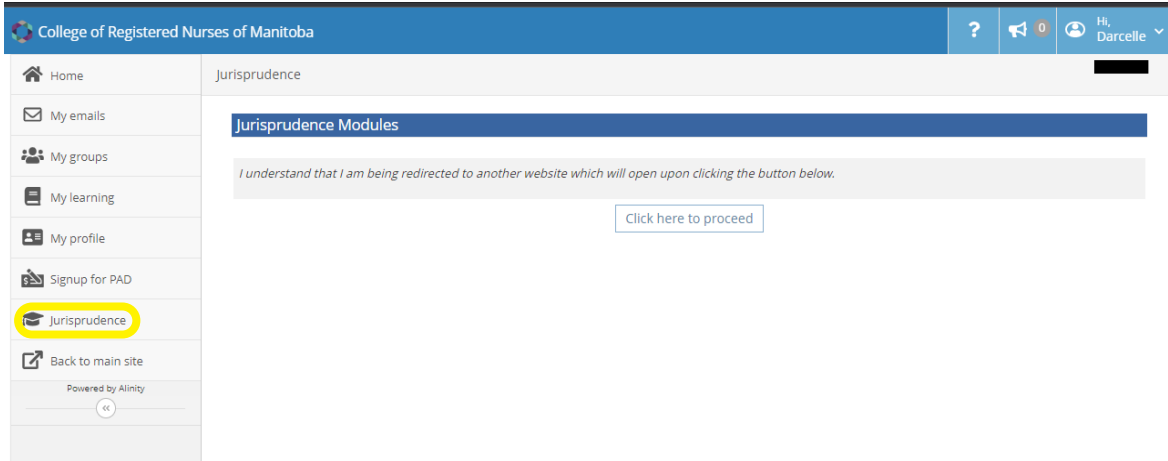 College of Registered Nurses of Manitoba
? 0 Hi,
Darcelle
Home
My emails
My groups
My learning
My profile
Signup for PAD
Jurisprudence
Back to main site
Powered by Alinity
Jurisprudence
Jurisprudence Modules
I understand that I am being redirected to another website which will open upon clicking the button below.
Click here to proceed